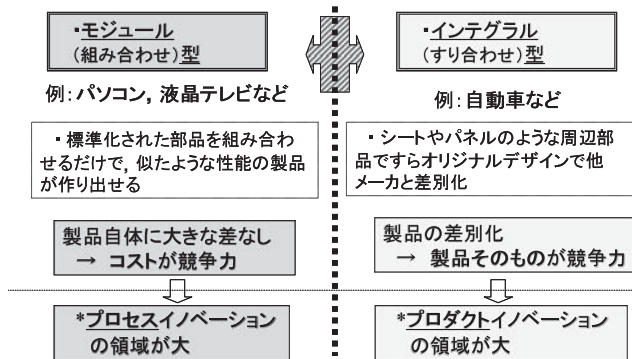 ・モジュール
(組み合わせ)型
例：パソコン，液晶テレビなど
・標準化された部品を組み合わ
せるだけで，似たような性能の製品
が作り出せる
製品自体に大きな差なし
→ コストが競争力
*プロセスイノベーション
の領域が大
・インテグラル
(すり合わせ)型
例：自動車など
・シートやパネルのような周辺部
品ですらオリジナルデザインで他
メーカと差別化
製品の差別化
→ 製品そのものが競争力
*プロダクトイノベーション
の領域が大